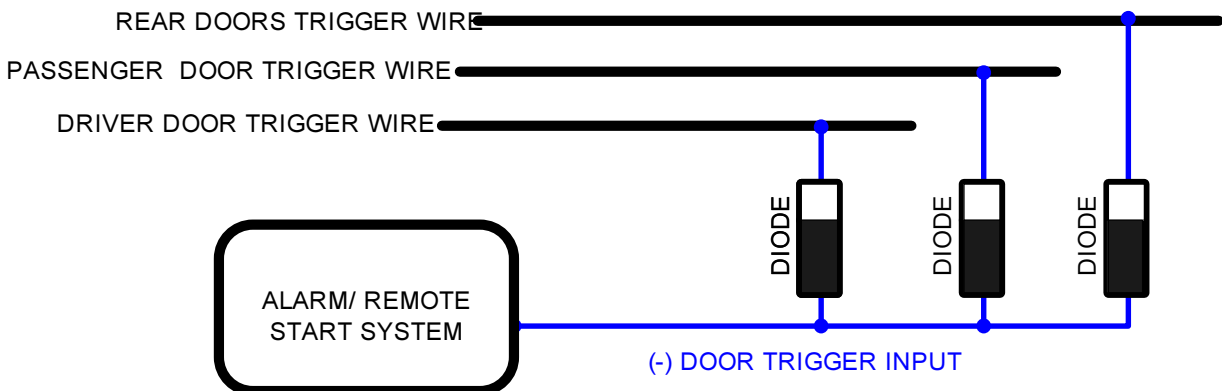 REAR DOORS TRIGGER WIRE
PASSENGER DOOR TRIGGER WIRE
DRIVER DOOR TRIGGER WIRE
DIODE
DIODE
DIODE
ALARM/ REMOTE
START SYSTEM
(-) DOOR TRIGGER INPUT